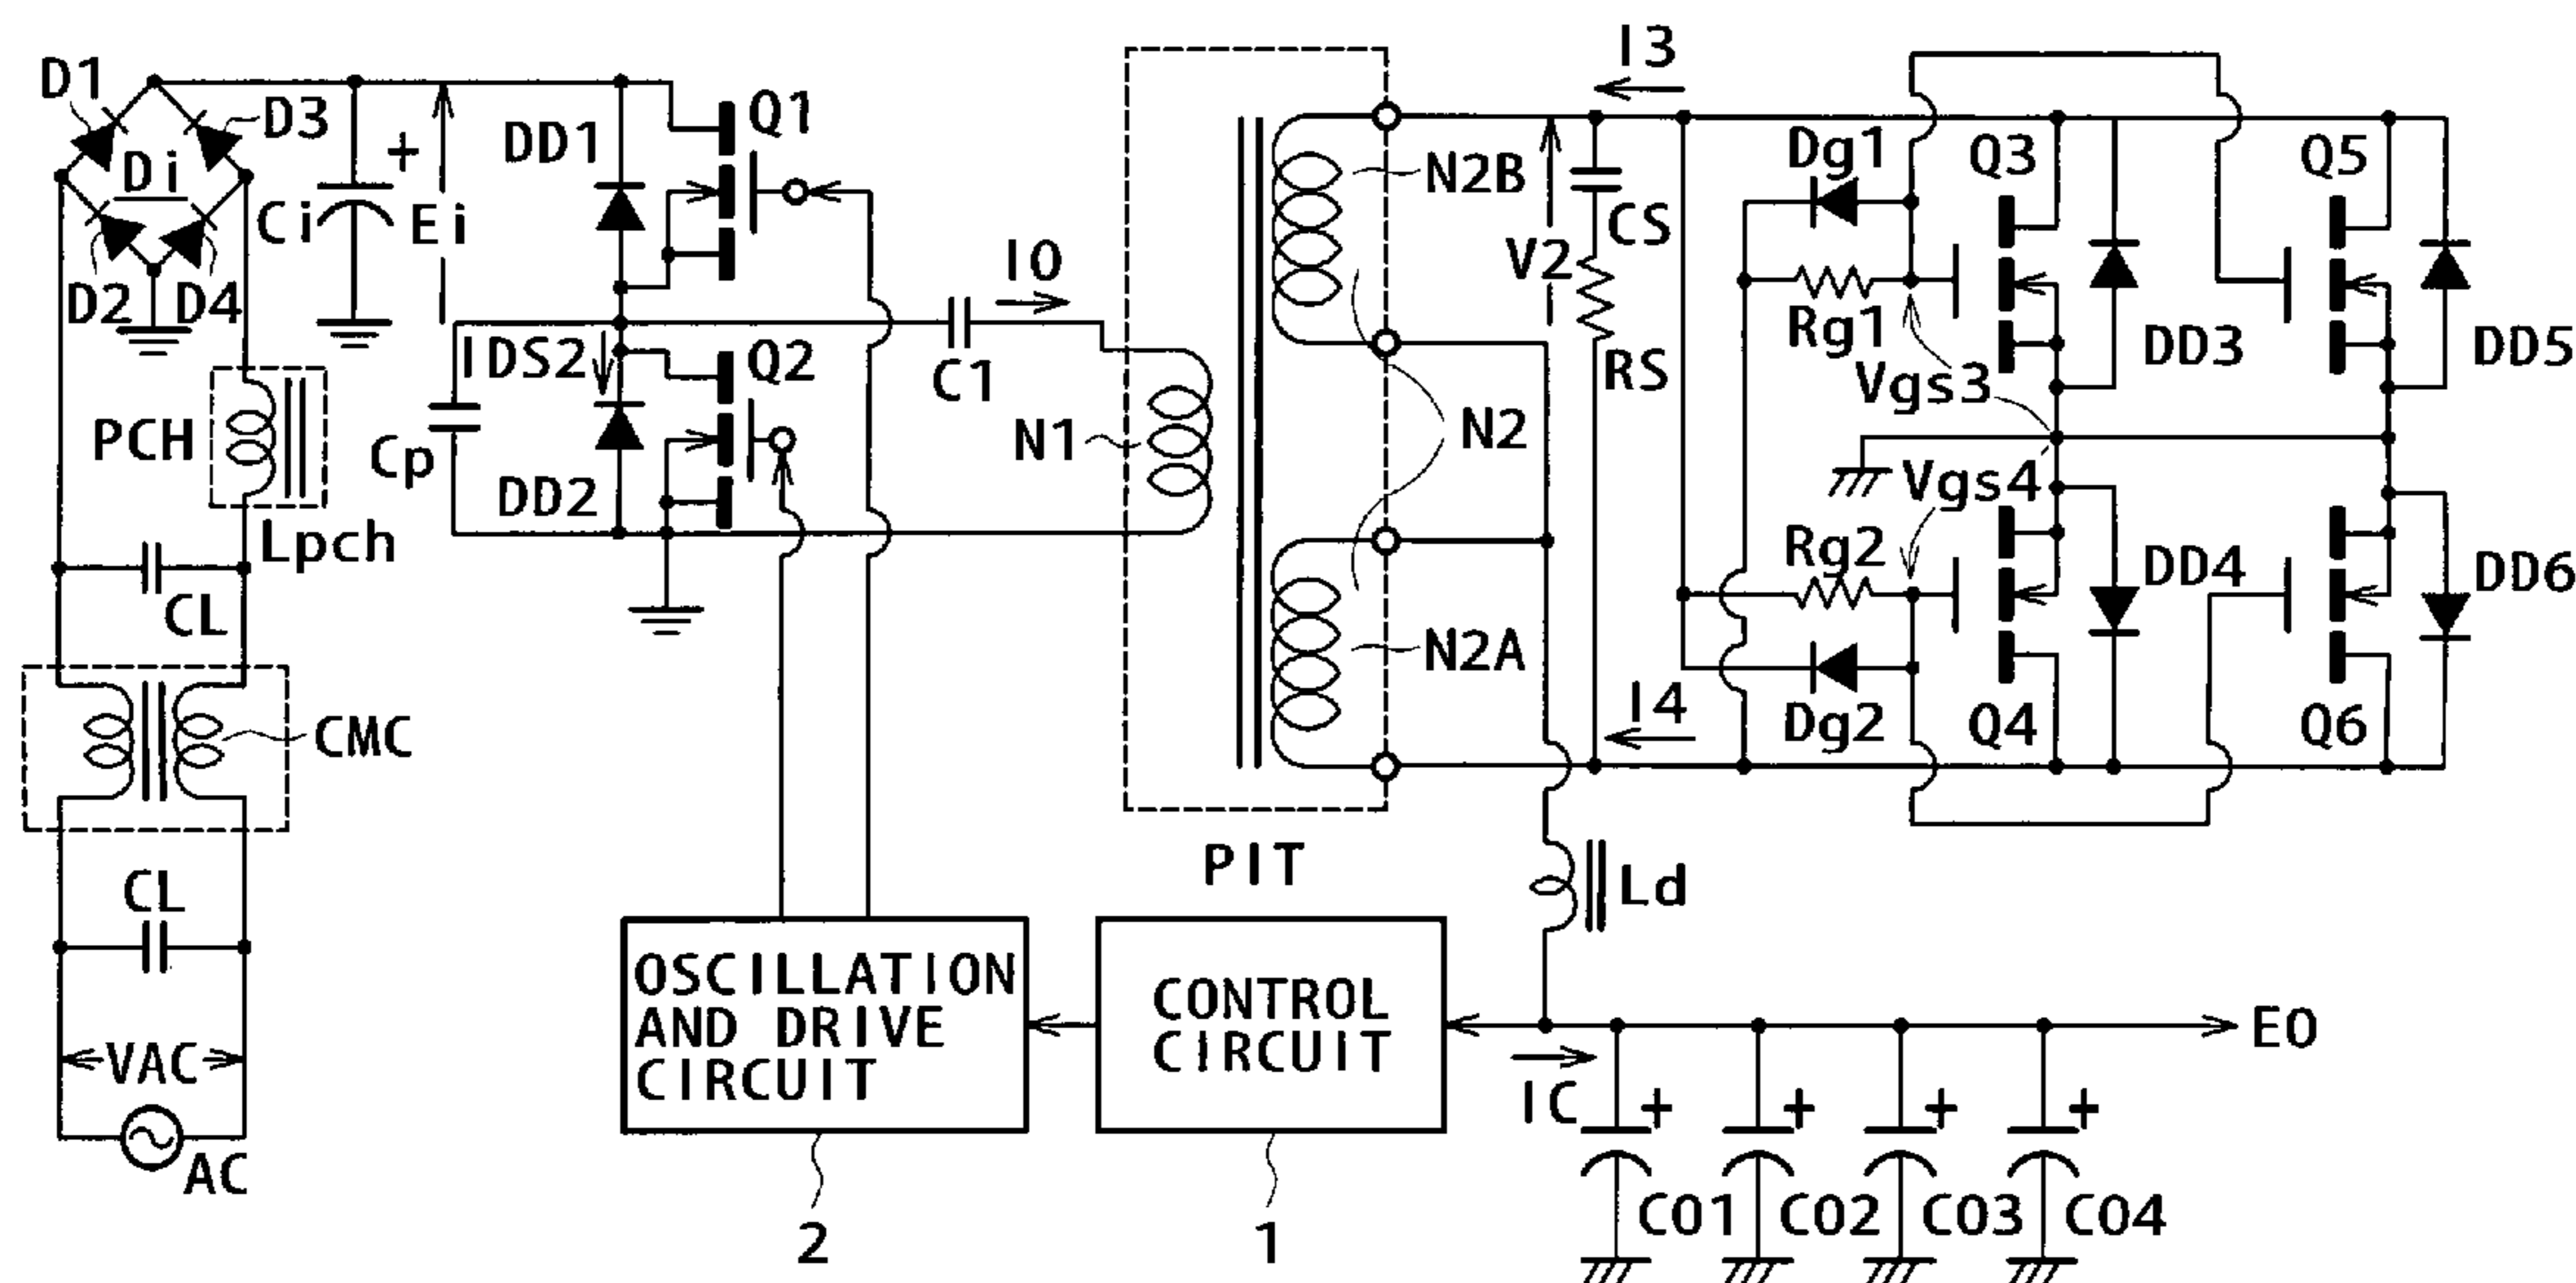 I3
D1
D3
Q1
DD1
+
Di
Dg1
Q3
Q5
N2B
Ci
Ei
CS
I0
V2
D2
D4
Rg1
DD3
DD5
IDS2
Q2
C1
RS
Vgs3
PCH
N1
N2
Cp
Vgs4
DD2
Lpch
Rg2
DD4
DD6
CL
N2A
I4
CMC
Dg2
Q4
Q6
PIT
CL
Ld
OSCILLATION
AND DRIVE
CIRCUIT
CONTROL
CIRCUIT
E0
VAC
IC
+
+
+
+
AC
C01
C02
C03
C04
2
1